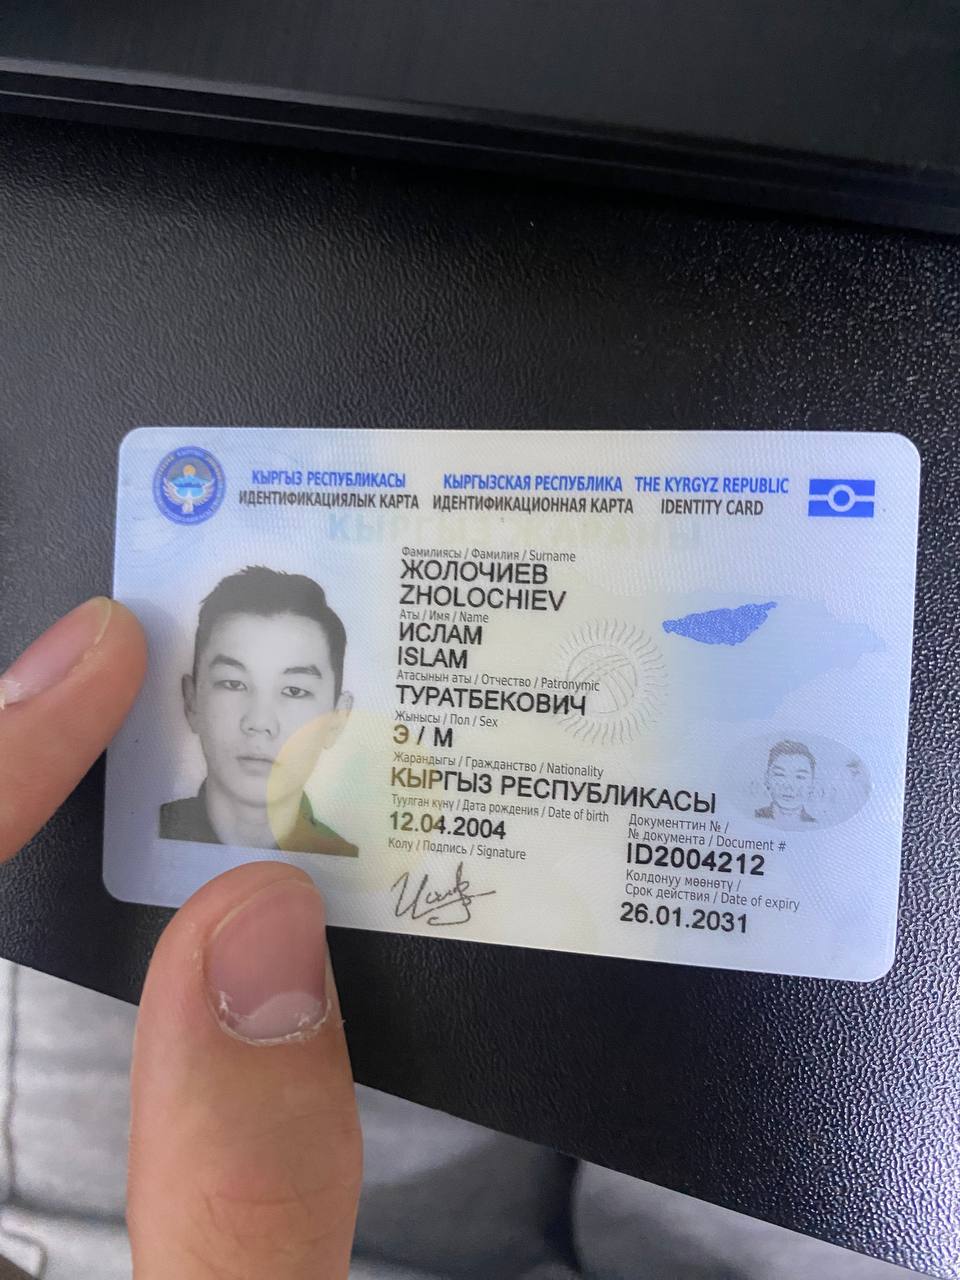 КЫРГЫЗ РЕСПУБЛИКАСЫ КЫРГЫЗСКАЯ РЕСПУБЛИКА THE KYRGYZ REPUBLIC
ИДЕНТИФИКАЦИЯЛЫК КАРТА ИДЕНТИФИКАЦИОННАЯ КАРТА IDENTITY CARD
КЫРГЫЗ ЖАРАНЫ
Фамилиясы / Фамилия / Surname
ЖОЛОЧИЕВ
ZHOLOCHIEV
Аты / Имя / Name
ИСЛАМ
ISLAM
Атасынын аты / Отчество / Patronymic
ТУРАТБЕКОВИЧ
Жынысы / Пол / Sex
Э / М
Жарандыгы / Гражданство / Nationality
КЫРГЫЗ РЕСПУБЛИКАСЫ
Туулган күнү / Дата рождения / Date of birth
12.04.2004
Колу / Подпись / Signature
Документтин № /
№ документа / Document #
ID2004212
Колдонуу мөөнөтү /
Срок действия / Date of expiry
26.01.2031